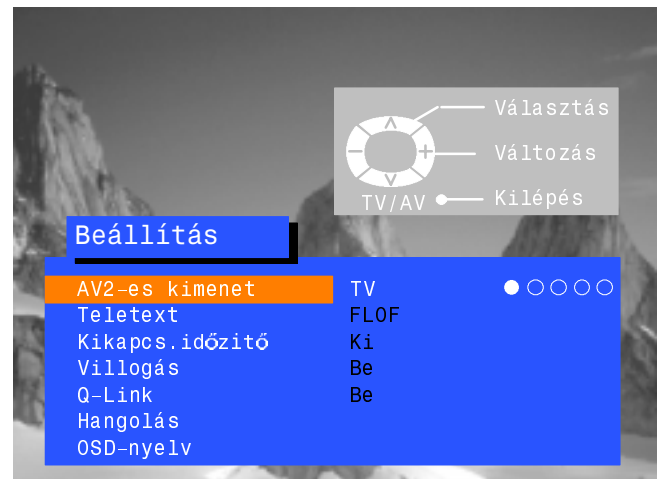 Választás
Változás
TV/AV Kilépés
Beállítás
AV2-es kimenet TV
Teletext FLOF
Kikapcs.időzitő Ki
Villogás Be
Q-Link Be
Hangolás
OSD-nyelv